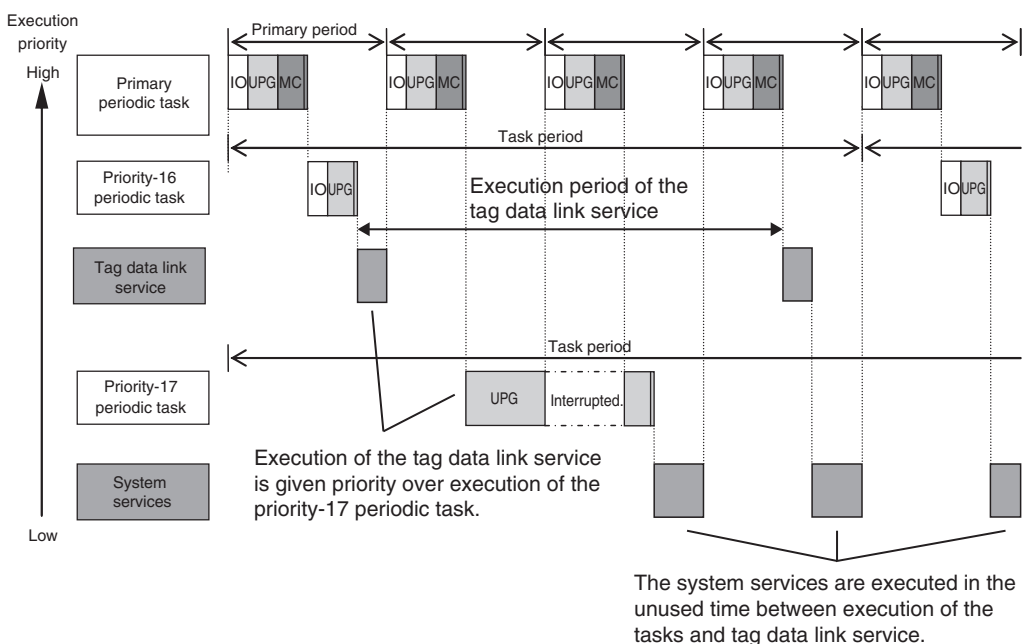 Execution
priority
High
Primary period
Primary
periodic task
IO UPG MC
IO UPG MC
IO UPG MC
IO UPG MC
IO UPG MC
Task period
Priority-16
periodic task
IO UPG
Execution period of the
tag data link service
IO UPG
Tag data link
service
Task period
Priority-17
periodic task
UPG
Interrupted.
Execution of the tag data link service
is given priority over execution of the
priority-17 periodic task.
System
services
Low
The system services are executed in the
unused time between execution of the
tasks and tag data link service.